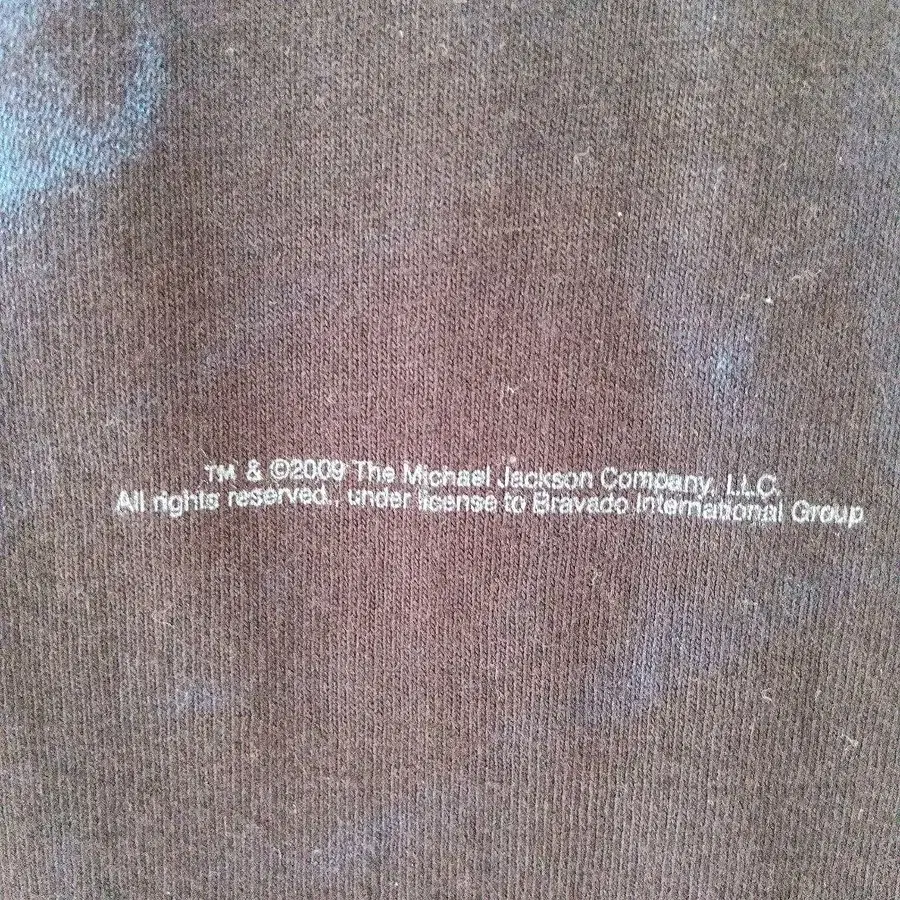 TM & ©2009 The Michael Jackson Company, LLC.
All rights reserved., under license to Bravado International Group